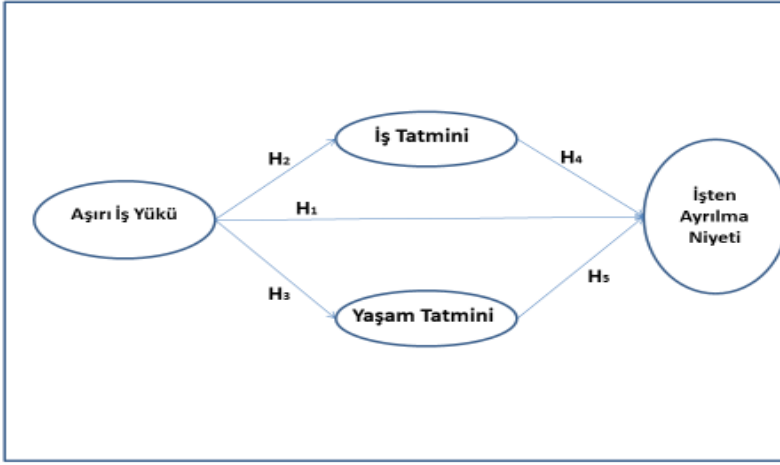 İş Tatmini
H₂
H₄
Aşırı İş Yükü
H₁
İşten
Ayrılma
Niyeti
H₃
H₅
Yaşam Tatmini